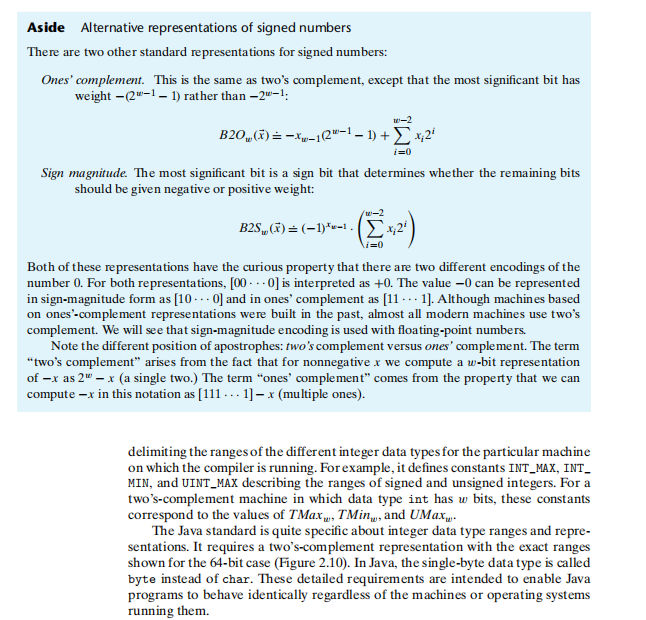 Aside Alternative representations of signed numbers
There are two other standard representations for signed numbers:
Ones' complement. This is the same as two's complement, except that the most significant bit has
weight −(2^{w−1} − 1) rather than −2^{w−1}:
B2O_w(x⃗) ≐ −x_{w−1}(2^{w−1} − 1) + ∑_{i=0}^{w−2} x_i 2^i
Sign magnitude. The most significant bit is a sign bit that determines whether the remaining bits
should be given negative or positive weight:
B2S_w(x⃗) ≐ (−1)^{x_{w−1}} · (∑_{i=0}^{w−2} x_i 2^i)
Both of these representations have the curious property that there are two different encodings of the
number 0. For both representations, [00 · · · 0] is interpreted as +0. The value −0 can be represented
in sign-magnitude form as [10 · · · 0] and in ones' complement as [11 · · · 1]. Although machines based
on ones'-complement representations were built in the past, almost all modern machines use two's
complement. We will see that sign-magnitude encoding is used with floating-point numbers.
Note the different position of apostrophes: two's complement versus ones' complement. The term
“two's complement” arises from the fact that for nonnegative x we compute a w-bit representation
of −x as 2^w − x (a single two.) The term “ones' complement” comes from the property that we can
compute −x in this notation as [111 · · · 1] − x (multiple ones).
delimiting the ranges of the different integer data types for the particular machine
on which the compiler is running. For example, it defines constants INT_MAX, INT_
MIN, and UINT_MAX describing the ranges of signed and unsigned integers. For a
two's-complement machine in which data type int has w bits, these constants
correspond to the values of TMax_w, TMin_w, and UMax_w.
The Java standard is quite specific about integer data type ranges and repre-
sentations. It requires a two's-complement representation with the exact ranges
shown for the 64-bit case (Figure 2.10). In Java, the single-byte data type is called
byte instead of char. These detailed requirements are intended to enable Java
programs to behave identically regardless of the machines or operating systems
running them.